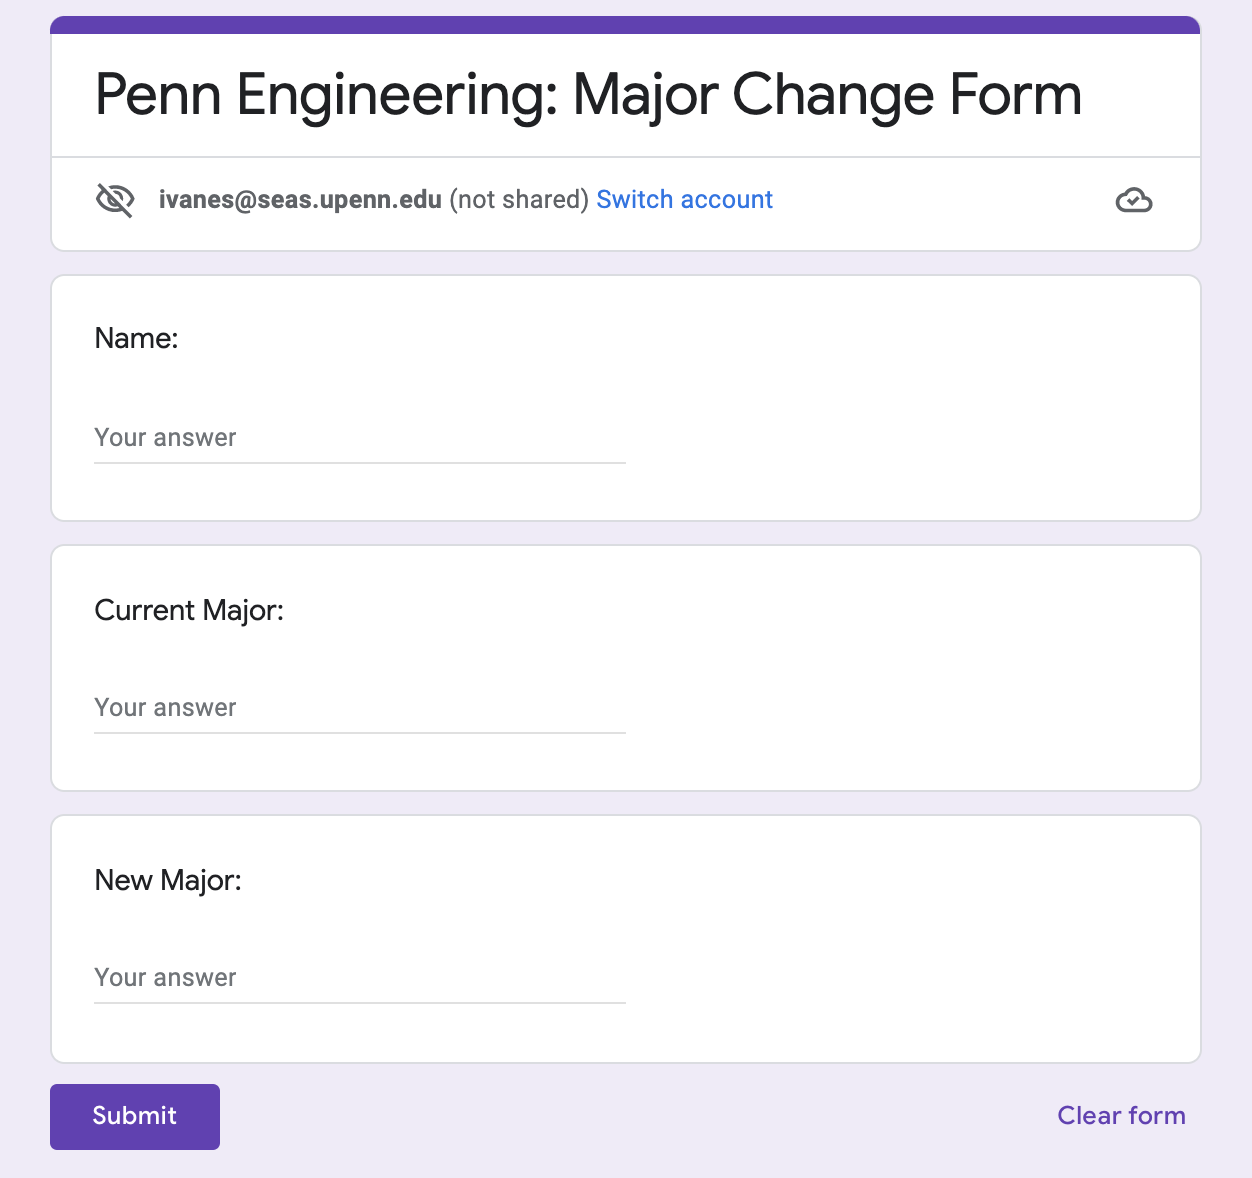 Penn Engineering: Major Change Form
ivanes@seas.upenn.edu (not shared) Switch account
Name:
Your answer
Current Major:
Your answer
New Major:
Your answer
Submit
Clear form